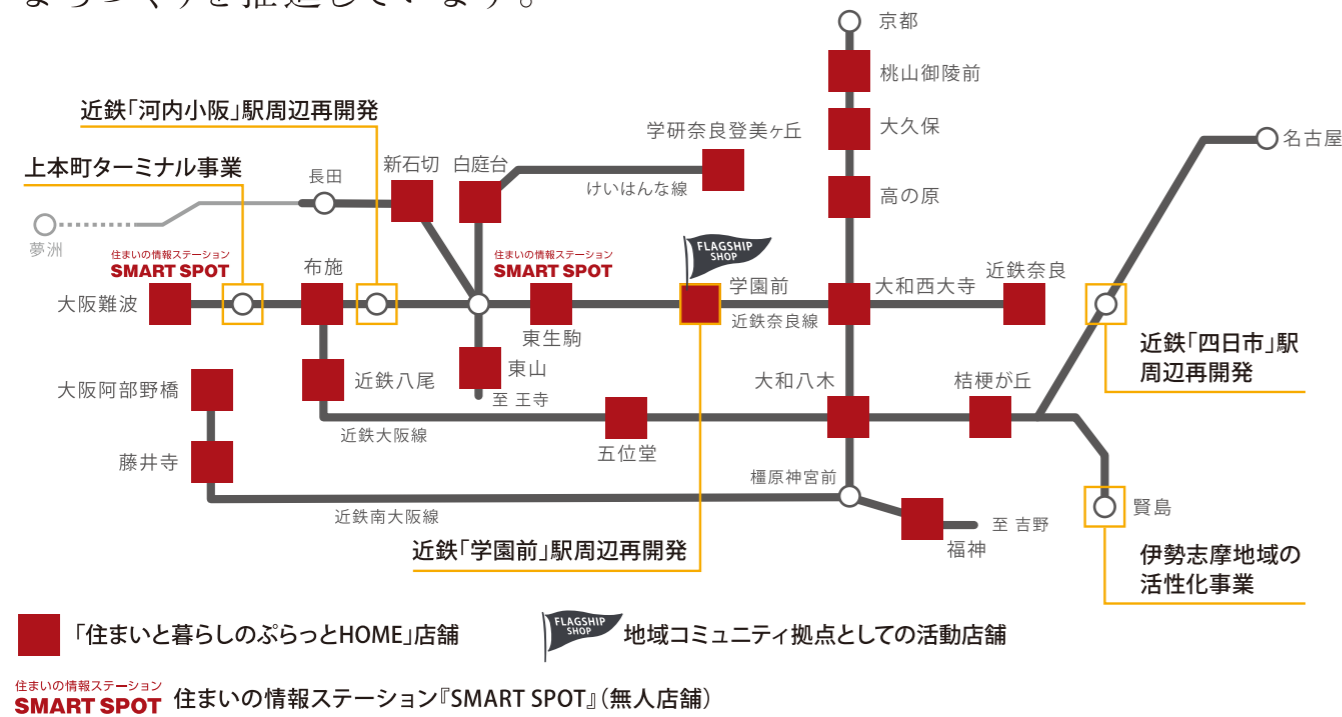 まちづくりを推進しています。
京都
桃山御陵前
近鉄「河内小阪」駅周辺再開発
学研奈良登美ヶ丘
大久保
名古屋
上本町ターミナル事業
長田
新石切
白庭台
けいはんな線
高の原
夢洲
住まいの情報ステーション
SMART SPOT
布施
住まいの情報ステーション
SMART SPOT
FLAGSHIP
SHOP
大阪難波
学園前
大和西大寺
近鉄奈良
近鉄奈良線
東生駒
近鉄「四日市」駅
周辺再開発
大阪阿部野橋
近鉄八尾
東山
至 王寺
大和八木
桔梗が丘
近鉄大阪線
五位堂
藤井寺
橿原神宮前
賢島
近鉄南大阪線
至 吉野
福神
近鉄「学園前」駅周辺再開発
伊勢志摩地域の
活性化事業
「住まいと暮らしのぷらっとHOME」店舗
FLAGSHIP
SHOP
地域コミュニティ拠点としての活動店舗
住まいの情報ステーション
SMART SPOT
住まいの情報ステーション『SMART SPOT』（無人店舗）